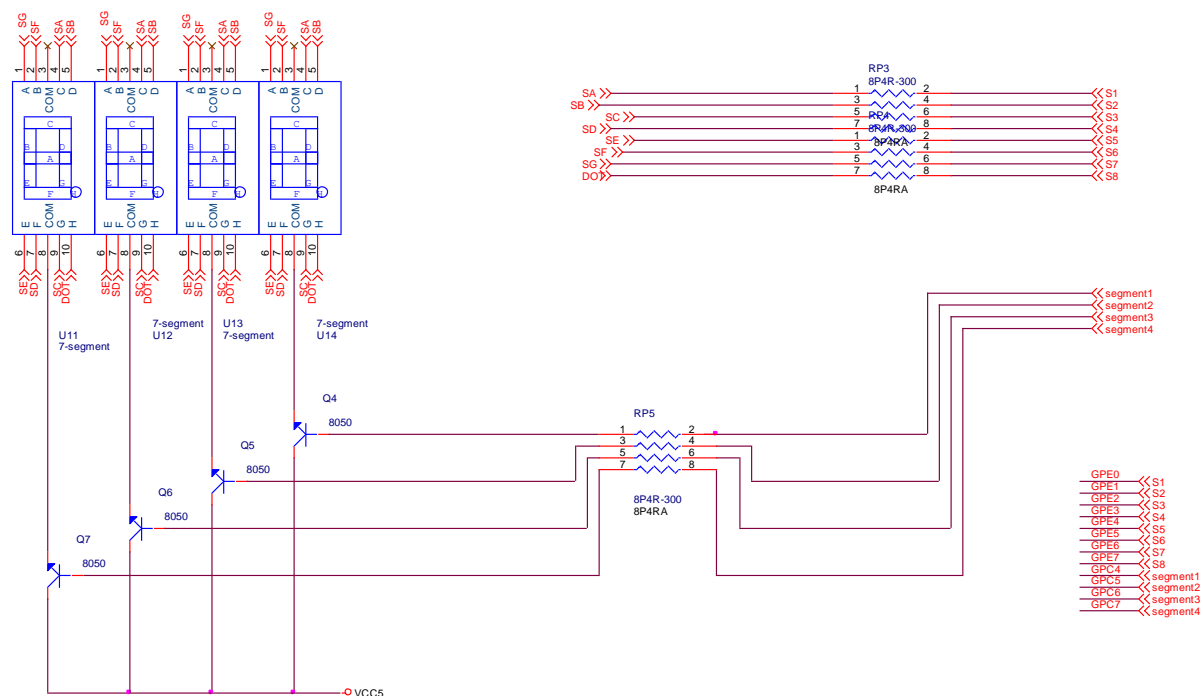 SG SF SA SB SG SF SA SB SG SF SA SB SG SF SA SB
1 2 3 4 5 1 2 3 4 5 1 2 3 4 5 1 2 3 4 5
A B COM C D A B COM C D A B COM C D A B COM C D
C C C C
B D B D B D B D
A A A A
E G E G E G E G
F H F H F H F H
E F COM G H E F COM G H E F COM G H E F COM G H
6 7 8 9 10 6 7 8 9 10 6 7 8 9 10 6 7 8 9 10
SE SD SC DOT SE SD SC DOT SE SD SC DOT SE SD SC DOT
U11
7-segment
7-segment
U12
U13
7-segment
7-segment
U14
RP3
8P4R-300
SA 1 2 S1
SB 3 4 S2
SC 5 6 S3
RP4
SD 7 8 S4
8P4R-300
SE 1 2 S5
8P4RA
SF 3 4 S6
SG 5 6 S7
DOT 7 8 S8
8P4RA
segment1
segment2
segment3
segment4
Q4
8050
Q5
8050
Q6
8050
Q7
8050
RP5
1 2
3 4
5 6
7 8
8P4R-300
8P4RA
GPE0 S1
GPE1 S2
GPE2 S3
GPE3 S4
GPE4 S5
GPE5 S6
GPE6 S7
GPE7 S8
GPC4 segment1
GPC5 segment2
GPC6 segment3
GPC7 segment4
VCC5